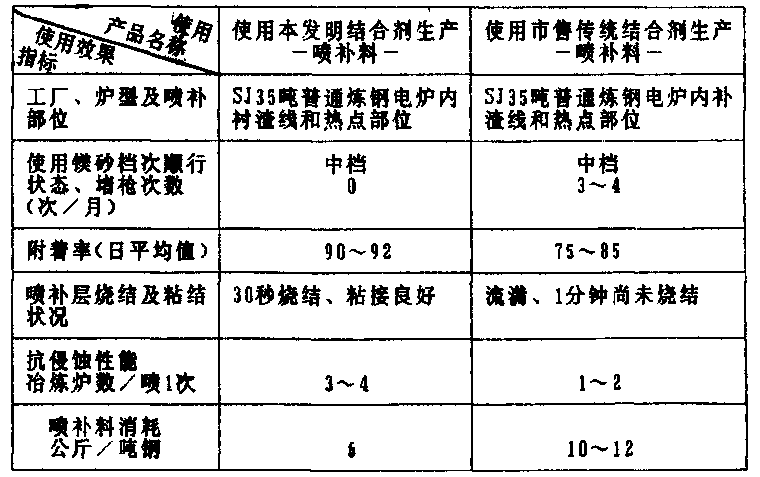 产品名称 使用
使用效果
指标
使用本发明结合剂生产
—喷补料—
使用市售传统结合剂生产
—喷补料—
工厂、炉型及喷补
部位
SJ35吨普通炼钢电炉内
衬渣线和热点部位
SJ35吨普通炼钢电炉内补
渣线和热点部位
使用镁砂档次顺行
状态、堵枪次数
(次/月)
中档
0
中档
3~4
附着率(日平均值)
90~92
75~85
喷补层烧结及粘结
状况
30秒烧结、粘接良好
流淌、1分钟尚未烧结
抗侵蚀性能
冶炼炉数/喷1次
3~4
1~2
喷补料消耗
公斤/吨钢
10~12